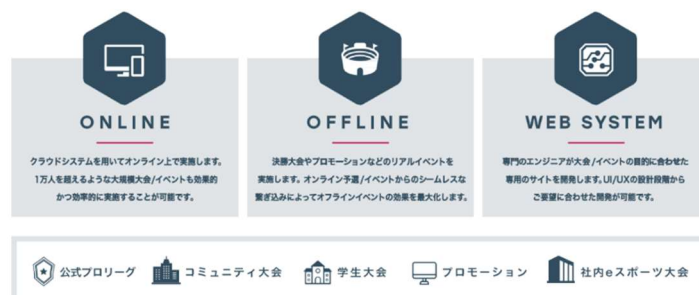 ONLINE
クラウドシステムを用いてオンライン上で実施します。
1万人を超えるような大規模大会/イベントも効果的
かつ効率的に実施することが可能です。
OFFLINE
決勝大会やプロモーションなどのリアルイベントを
実施します。オンライン予選/イベントからのシームレスな
繋ぎ込みによってオフラインイベントの効果を最大化します。
WEB SYSTEM
専門のエンジニアが大会/イベントの目的に合わせた
専用のサイトを開発します。UI/UXの設計段階から
ご要望に合わせた開発が可能です。
公式プロリーグ
コミュニティ大会
学生大会
プロモーション
社内eスポーツ大会